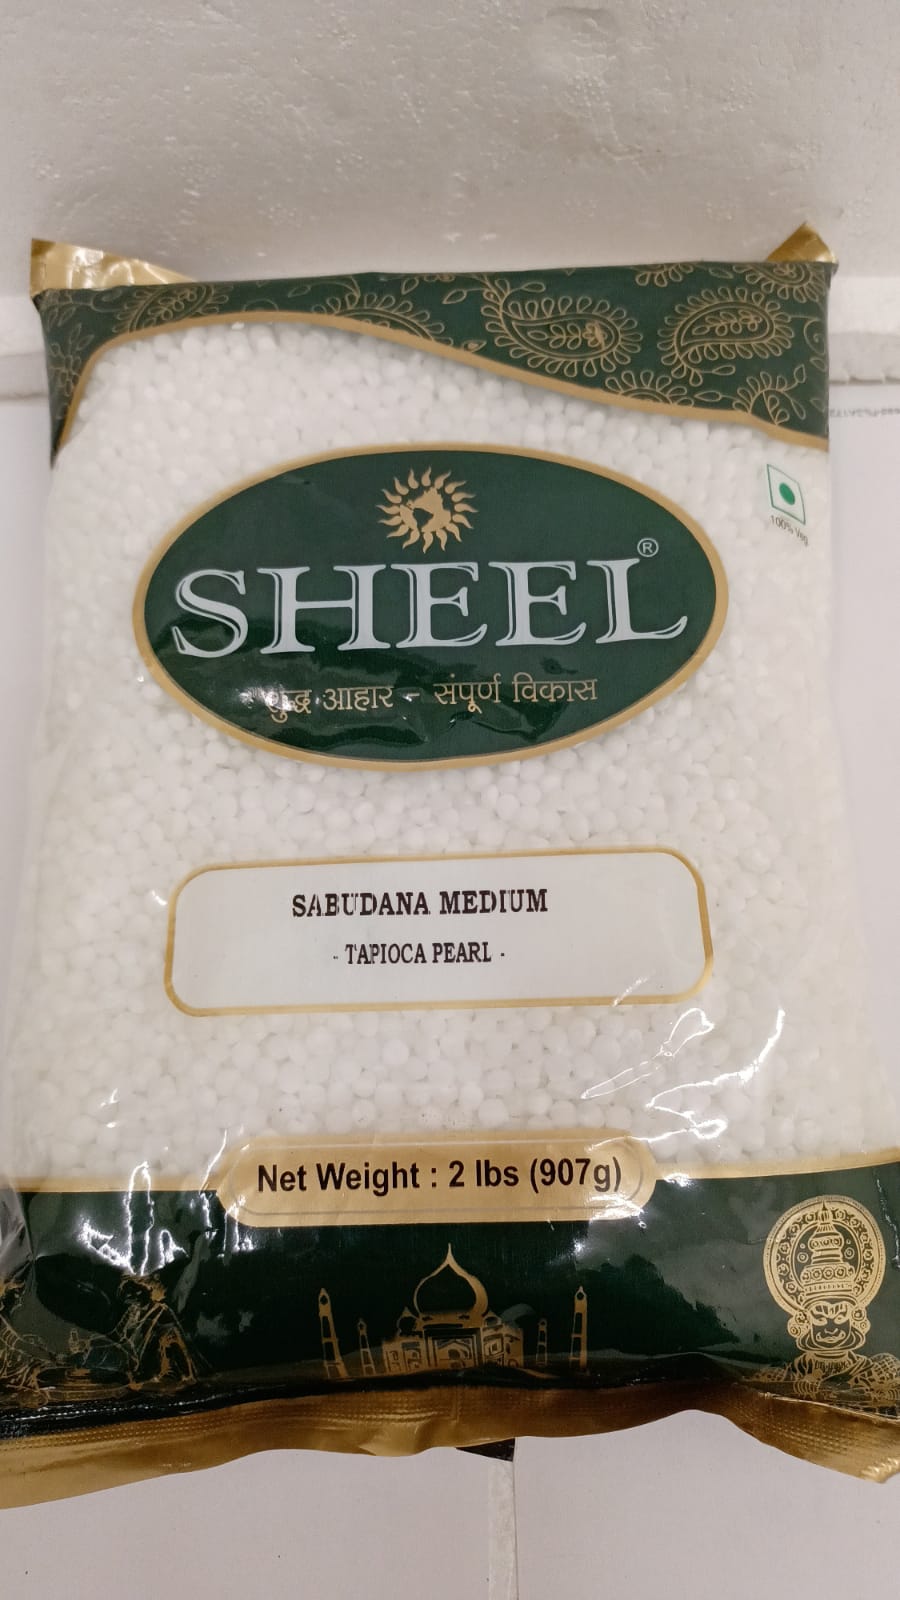 SHEEL®
शुद्ध आहार - संपूर्ण विकास
100% Veg
SABUDANA MEDIUM
- TAPIOCA PEARL -
Net Weight : 2 lbs (907g)